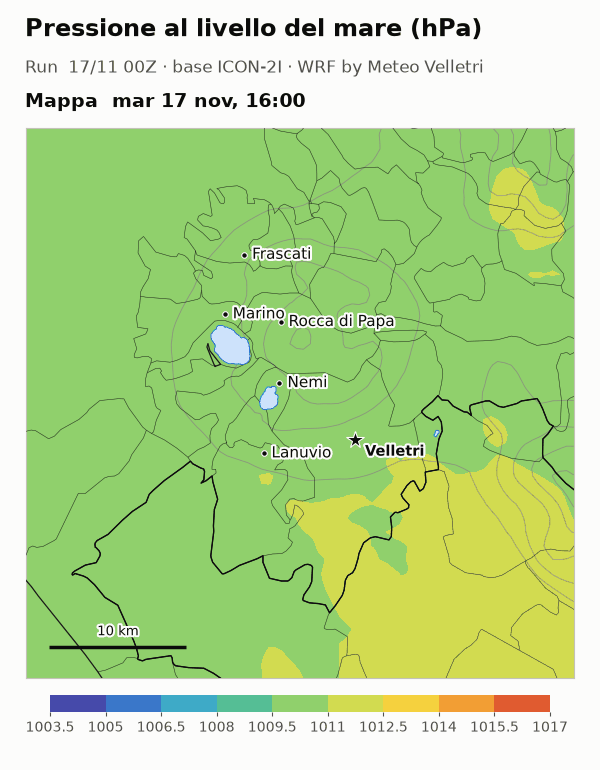 Pressione al livello del mare (hPa)
Run  17/11 00Z · base ICON-2I · WRF by Meteo Velletri
Mappa  mar 17 nov, 16:00
Frascati
Marino
Rocca di Papa
Nemi
Velletri
Lanuvio
10 km
1003.5 1005 1006.5 1008 1009.5 1011 1012.5 1014 1015.5 1017